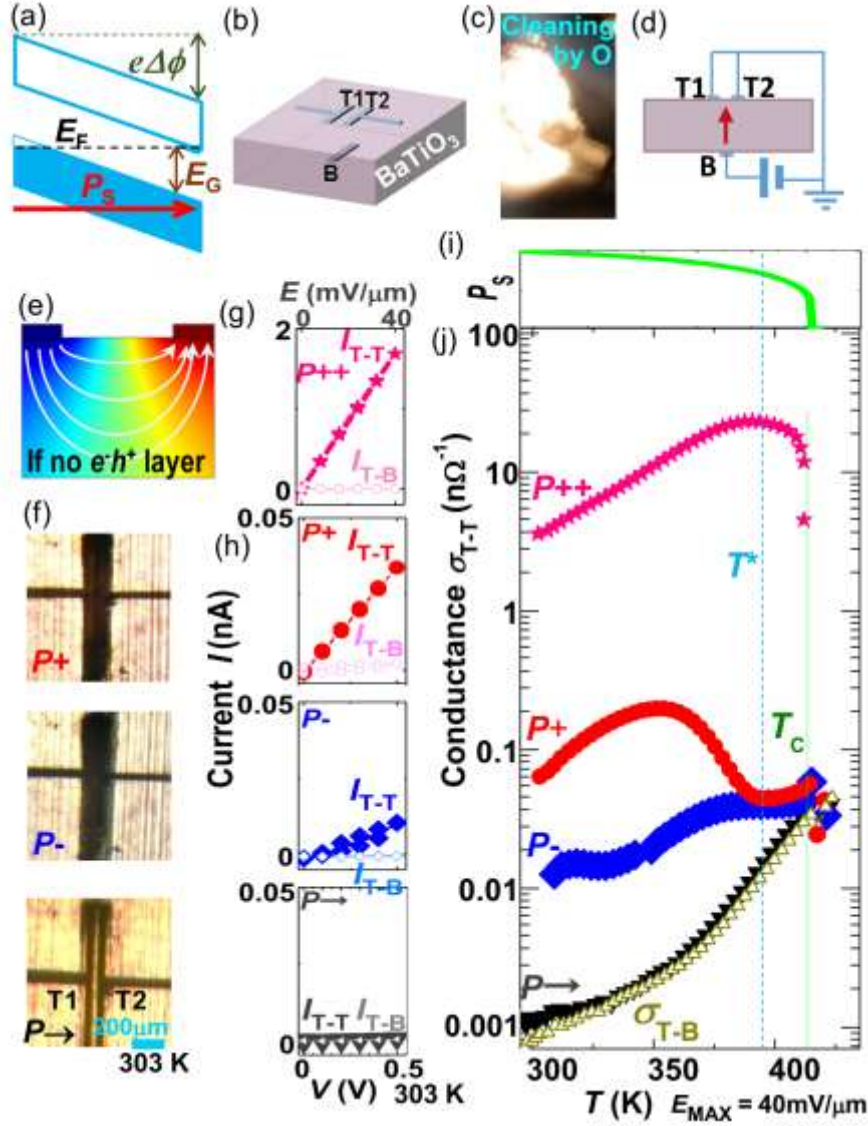 (a)
eΔϕ
E_F
E_G
P_S
(b)
T1 T2
B
BaTiO₃
(c)
Cleaning
by O
(d)
T1 T2
B
(e)
If no e⁻h⁺ layer
(f)
P+
P-
T1 T2
P→
200μm
303 K
E (mV/μm)
0 40
(g)
2
P++
I_T-T
I_T-B
0
(h)
Current I (nA)
0.05
P+
I_T-T
I_T-B
0
0.05
P-
I_T-T
0
I_T-B
0.05
P→
I_T-T I_T-B
0
0 0.5
V (V) 303 K
(i)
P_S
(j)
Conductance σ_T-T (nΩ⁻¹)
100
10
1
0.1
0.01
0.001
P++
T*
P+
T_C
P-
P→
σ_T-B
300 350 400
T (K) E_MAX = 40mV/μm